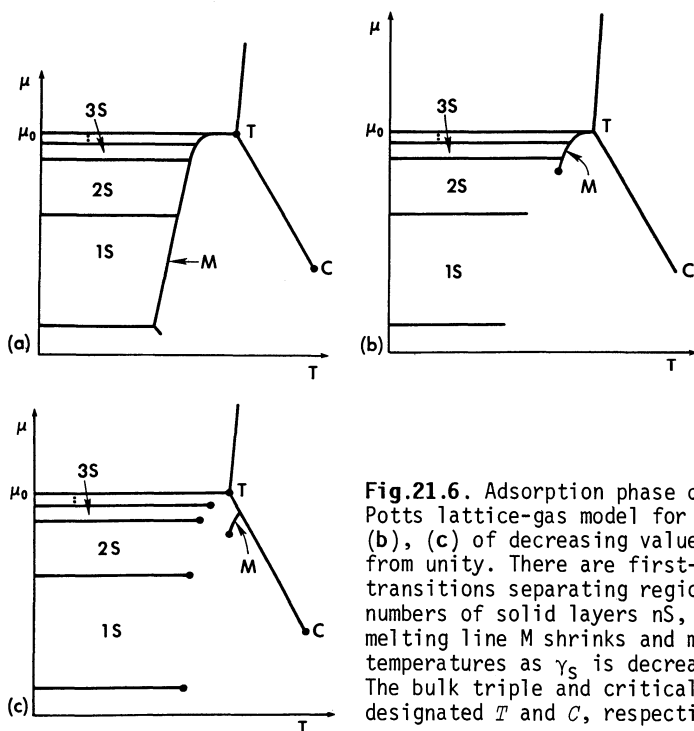 μ
μ₀
3S
2S
1S
M
T
C
T
(a)
μ
μ₀
3S
2S
1S
M
T
C
T
(b)
μ
μ₀
3S
2S
1S
M
T
C
T
(c)
Fig.21.6. Adsorption phase
Potts lattice-gas model for
(b), (c) of decreasing value
from unity. There are first-
transitions separating regio
numbers of solid layers nS,
melting line M shrinks and m
temperatures as γS is decrea
The bulk triple and critical
designated T and C, respecti